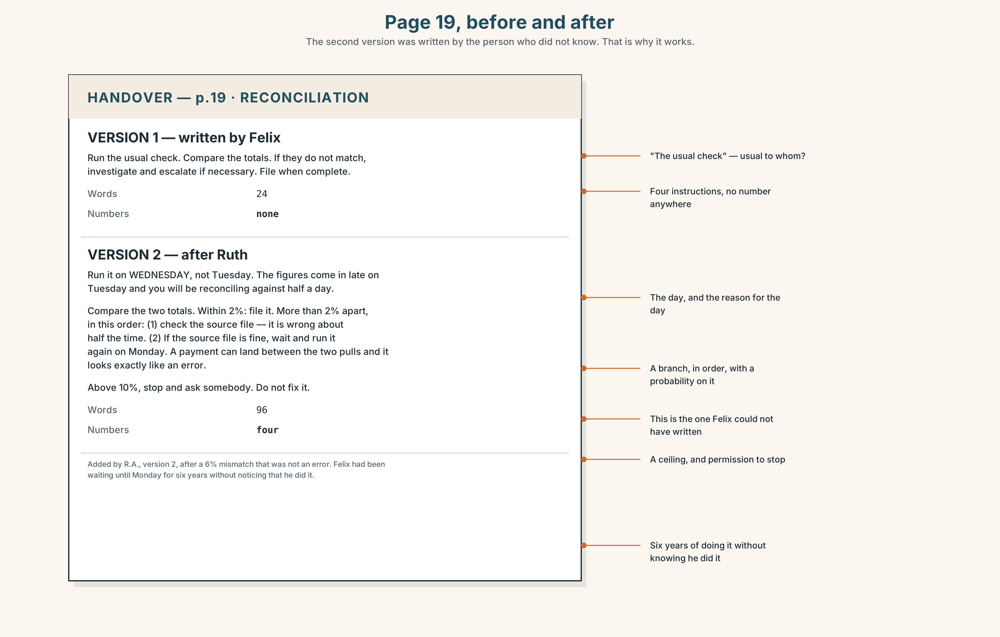 Page 19, before and after
The second version was written by the person who did not know. That is why it works.
HANDOVER — p.19 · RECONCILIATION
VERSION 1 — written by Felix
Run the usual check. Compare the totals. If they do not match,
investigate and escalate if necessary. File when complete.
Words 24
Numbers none
VERSION 2 — after Ruth
Run it on WEDNESDAY, not Tuesday. The figures come in late on
Tuesday and you will be reconciling against half a day.
Compare the two totals. Within 2%: file it. More than 2% apart,
in this order: (1) check the source file — it is wrong about
half the time. (2) If the source file is fine, wait and run it
again on Monday. A payment can land between the two pulls and it
looks exactly like an error.
Above 10%, stop and ask somebody. Do not fix it.
Words 96
Numbers four
Added by R.A., version 2, after a 6% mismatch that was not an error. Felix had been
waiting until Monday for six years without noticing that he did it.
"The usual check" — usual to whom?
Four instructions, no number
anywhere
The day, and the reason for the
day
A branch, in order, with a
probability on it
This is the one Felix could not
have written
A ceiling, and permission to stop
Six years of doing it without
knowing he did it